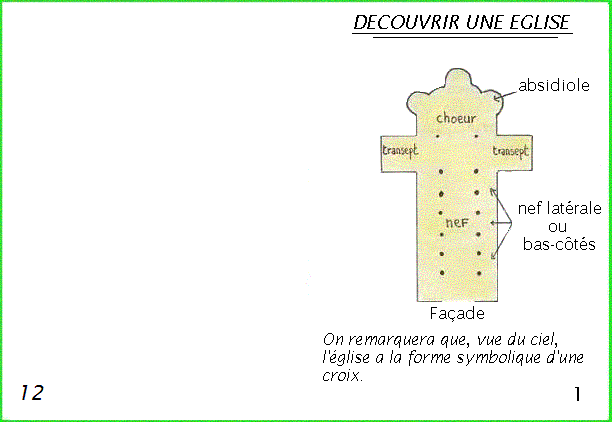 DECOUVRIR UNE EGLISE
absidiole
choeur
transept
transept
nef latérale
ou
bas-côtés
nef
Façade
On remarquera que, vue du ciel,
l'église a la forme symbolique d'une
croix.
12
1